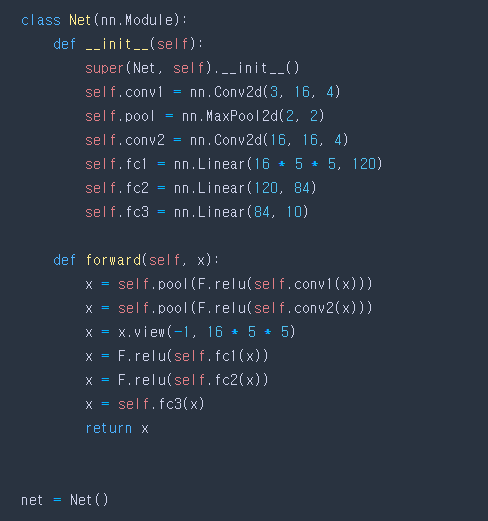 class Net(nn.Module):
    def __init__(self):
        super(Net, self).__init__()
        self.conv1 = nn.Conv2d(3, 16, 4)
        self.pool = nn.MaxPool2d(2, 2)
        self.conv2 = nn.Conv2d(16, 16, 4)
        self.fc1 = nn.Linear(16 * 5 * 5, 120)
        self.fc2 = nn.Linear(120, 84)
        self.fc3 = nn.Linear(84, 10)

    def forward(self, x):
        x = self.pool(F.relu(self.conv1(x)))
        x = self.pool(F.relu(self.conv2(x)))
        x = x.view(-1, 16 * 5 * 5)
        x = F.relu(self.fc1(x))
        x = F.relu(self.fc2(x))
        x = self.fc3(x)
        return x


net = Net()